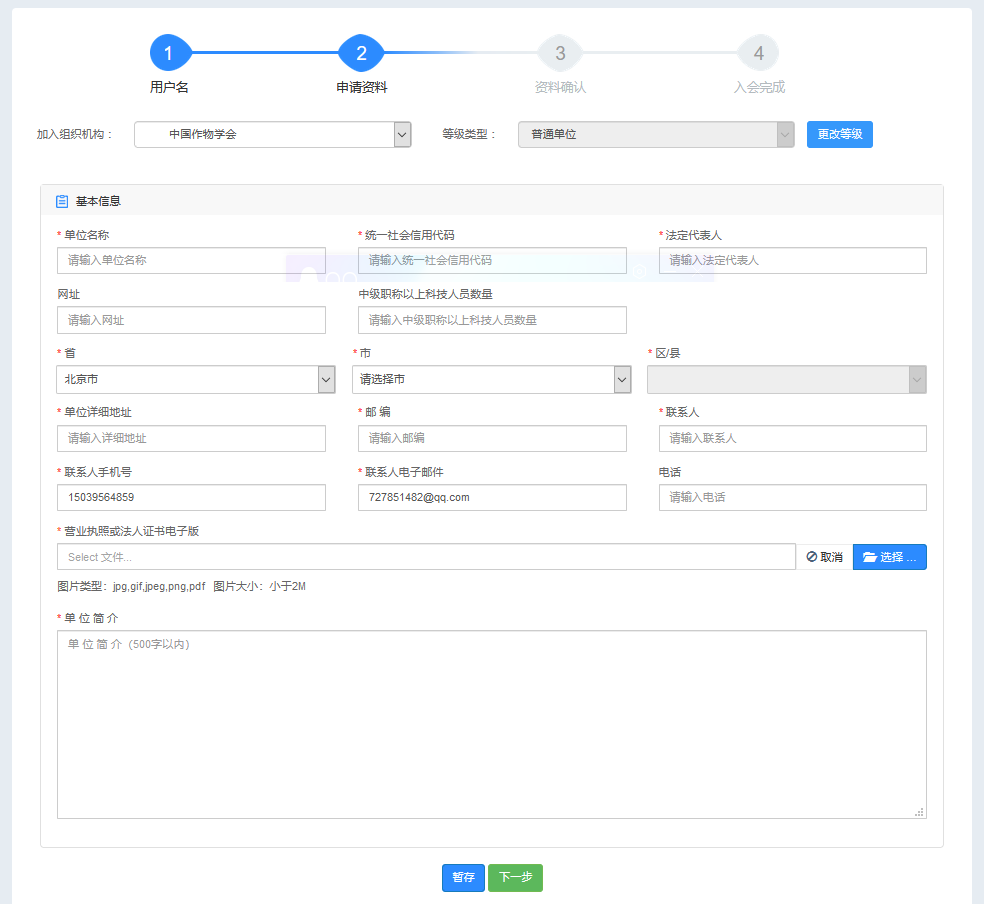 1 2 3 4
用户名 申请资料 资料确认 入会完成
加入组织机构： 中国作物学会 等级类型： 普通单位 更改等级
基本信息
* 单位名称 * 统一社会信用代码 * 法定代表人
请输入单位名称 请输入统一社会信用代码 请输入法定代表人
网址 中级职称以上科技人员数量
请输入网址 请输入中级职称以上科技人员数量
* 省 * 市 * 区/县
北京市 请选择市
* 单位详细地址 * 邮 编 * 联系人
请输入详细地址 请输入邮编 请输入联系人
* 联系人手机号 * 联系人电子邮件 电话
15039564859 727851482@qq.com 请输入电话
* 营业执照或法人证书电子版
Select 文件... 取消 选择 ...
图片类型：jpg,gif,jpeg,png,pdf 图片大小：小于2M
* 单 位 简 介
单 位 简 介（500字以内）
暂存 下一步